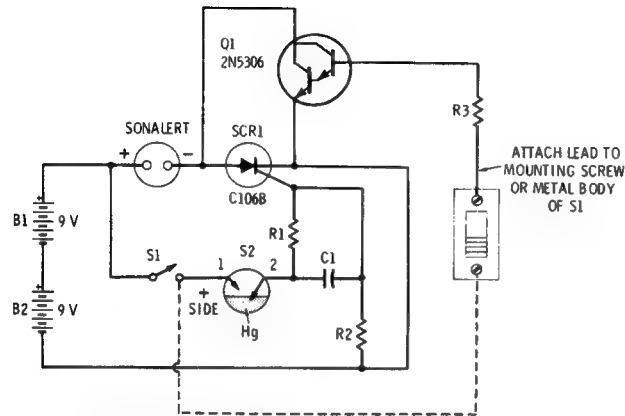 Q1
2N5306
R3
SONALERT
SCR1
+
-
ATTACH LEAD TO
MOUNTING SCREW
OR METAL BODY
OF S1
C106B
+
B1
9 V
R1
S1
S2
1
2
C1
+
SIDE
+
B2
9 V
Hg
R2